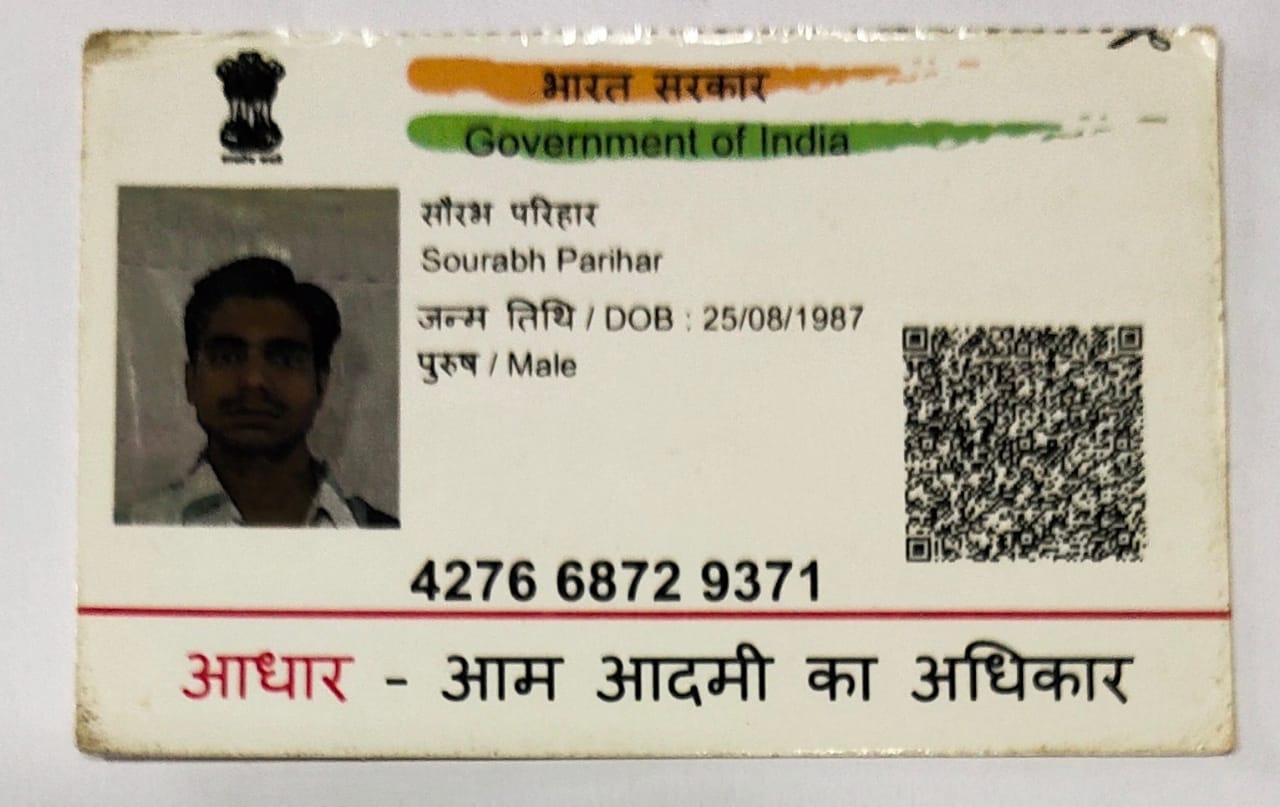 भारत सरकार
Government of India
सौरभ परिहार
Sourabh Parihar
जन्म तिथि / DOB : 25/08/1987
पुरुष / Male
4276 6872 9371
आधार - आम आदमी का अधिकार